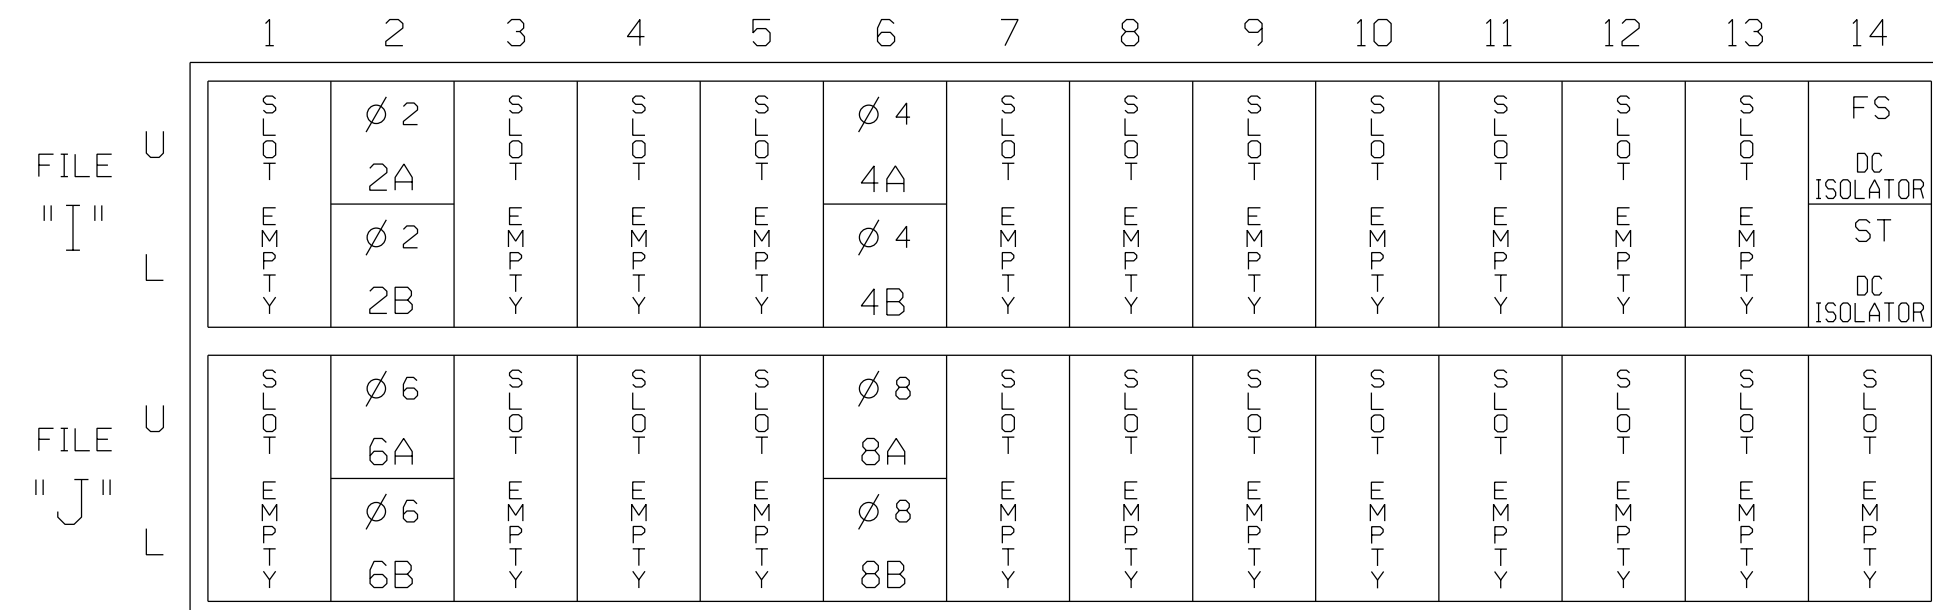 1 2 3 4 5 6 7 8 9 10 11 12 13 14
FILE "I"
U
L
SLOT EMPTY
ø 2
2A
ø 2
2B
SLOT EMPTY
SLOT EMPTY
SLOT EMPTY
ø 4
4A
ø 4
4B
SLOT EMPTY
SLOT EMPTY
SLOT EMPTY
SLOT EMPTY
SLOT EMPTY
SLOT EMPTY
SLOT EMPTY
FS
DC
ISOLATOR
ST
DC
ISOLATOR
FILE "J"
U
L
SLOT EMPTY
ø 6
6A
ø 6
6B
SLOT EMPTY
SLOT EMPTY
SLOT EMPTY
ø 8
8A
ø 8
8B
SLOT EMPTY
SLOT EMPTY
SLOT EMPTY
SLOT EMPTY
SLOT EMPTY
SLOT EMPTY
SLOT EMPTY
SLOT EMPTY